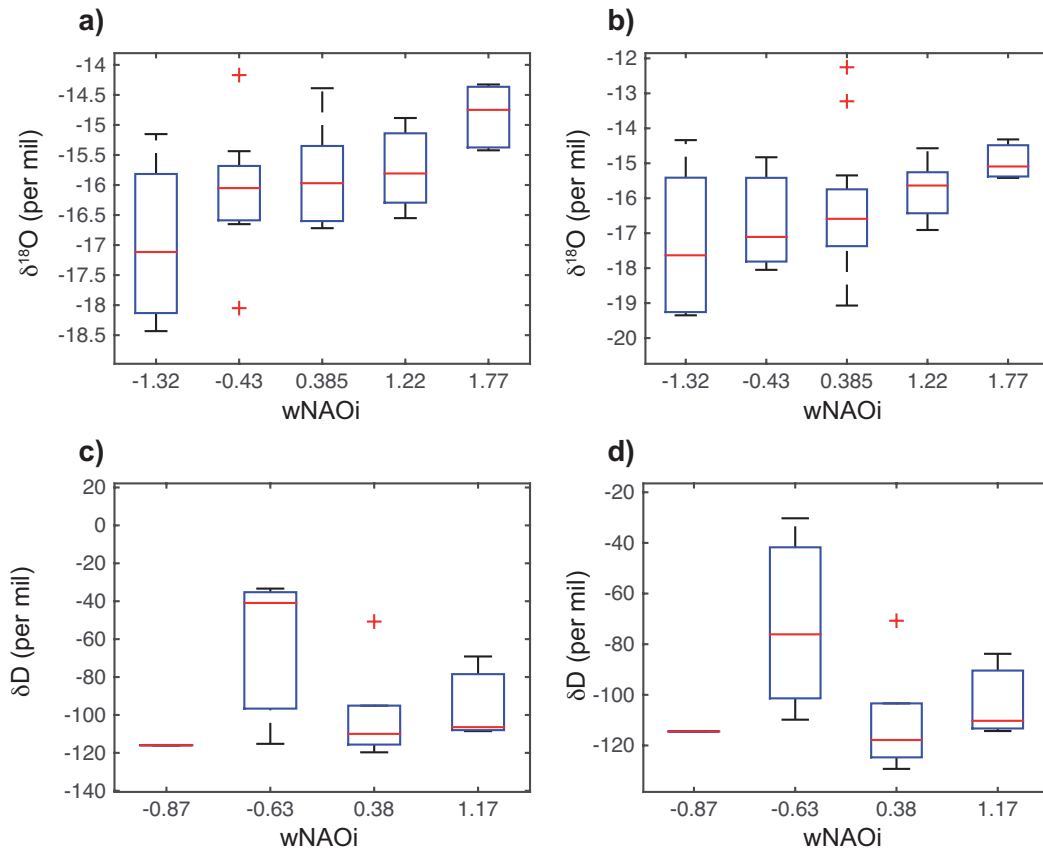 a)
-14
-14.5
-15
-15.5
-16
-16.5
-17
-17.5
-18
-18.5
δ¹⁸O (per mil)
-1.32 -0.43 0.385 1.22 1.77
wNAOi
b)
-12
-13
-14
-15
-16
-17
-18
-19
-20
δ¹⁸O (per mil)
-1.32 -0.43 0.385 1.22 1.77
wNAOi
c)
20
0
-20
-40
-60
-80
-100
-120
-140
δD (per mil)
-0.87 -0.63 0.38 1.17
wNAOi
d)
-20
-40
-60
-80
-100
-120
δD (per mil)
-0.87 -0.63 0.38 1.17
wNAOi